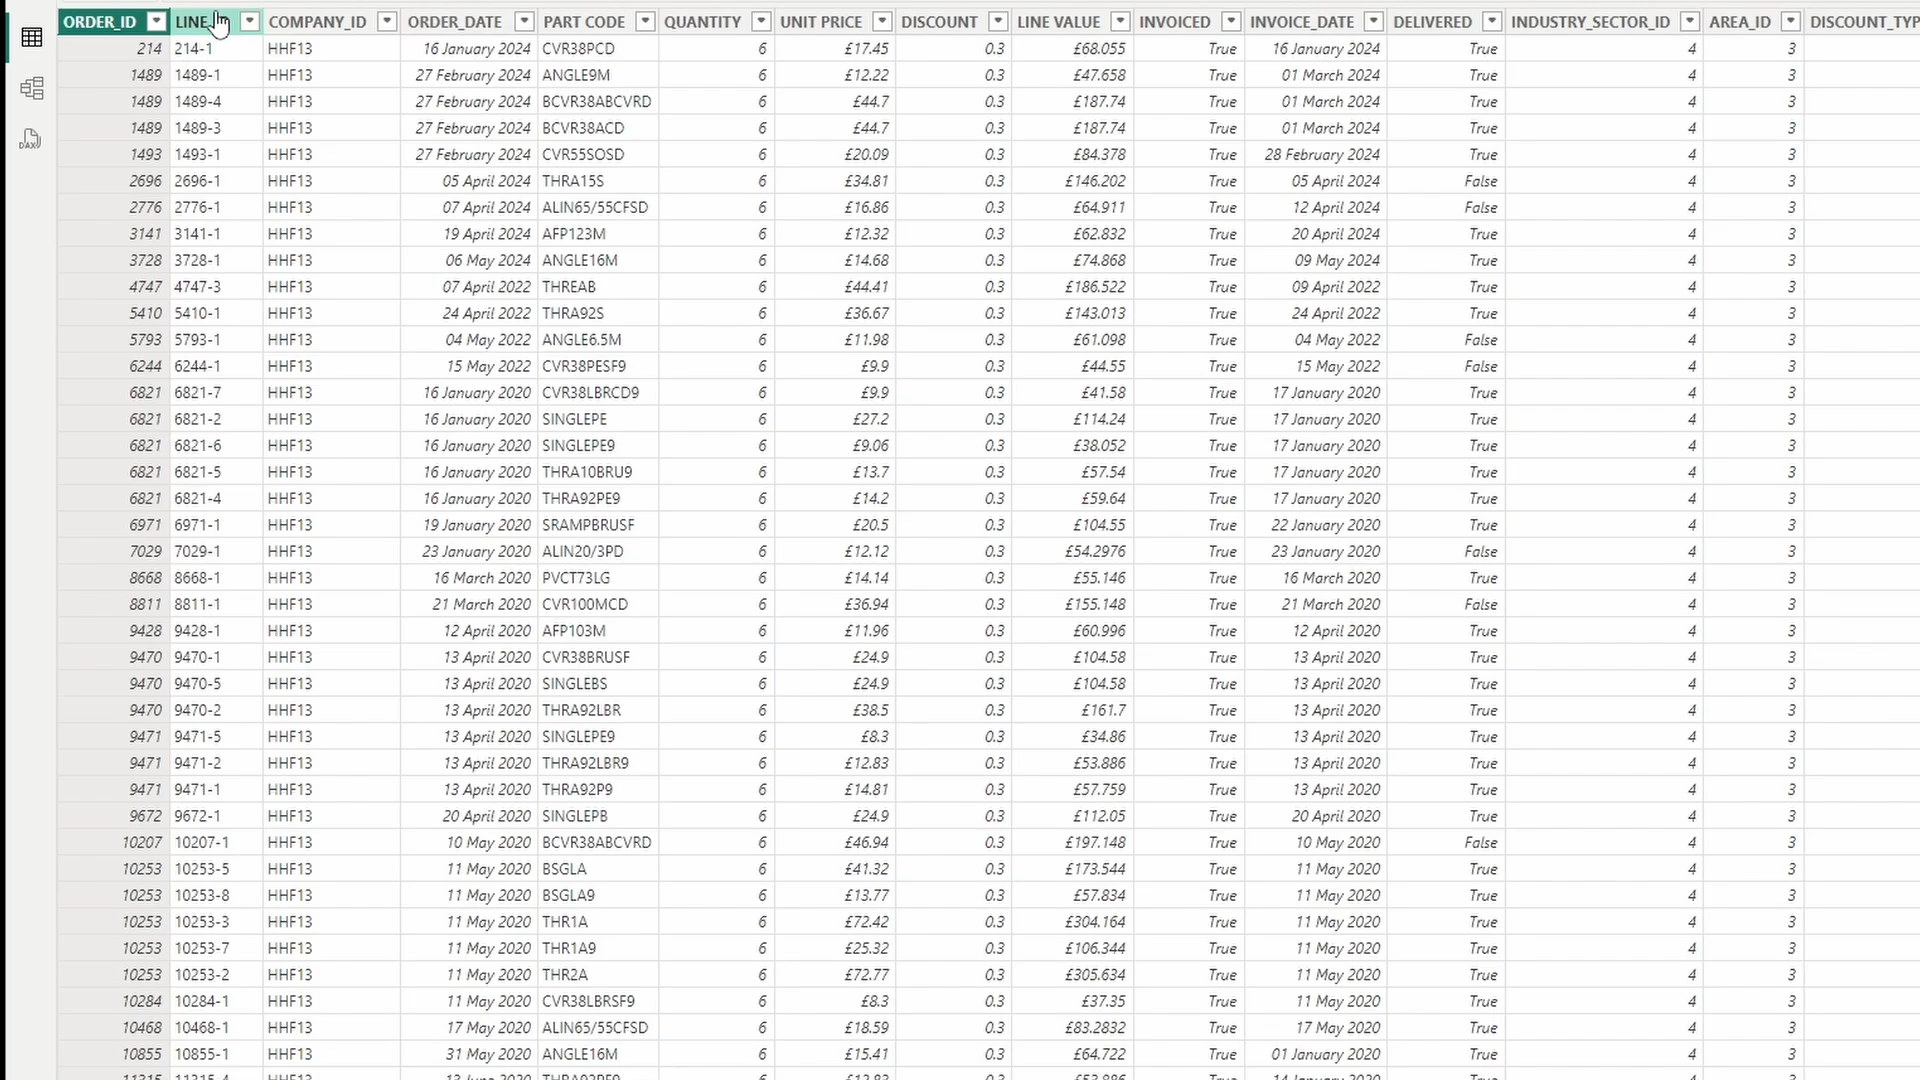 ORDER_ID LINE COMPANY_ID ORDER_DATE PART CODE QUANTITY UNIT PRICE DISCOUNT LINE VALUE INVOICED INVOICE_DATE DELIVERED INDUSTRY_SECTOR_ID AREA_ID DISCOUNT_TYP
214 214-1 HHF13 16 January 2024 CVR38PCD 6 £17.45 0.3 £68.055 True 16 January 2024 True 4 3
1489 1489-1 HHF13 27 February 2024 ANGLE9M 6 £12.22 0.3 £47.658 True 01 March 2024 True 4 3
1489 1489-4 HHF13 27 February 2024 BCVR38ABCVRD 6 £44.7 0.3 £187.74 True 01 March 2024 True 4 3
1489 1489-3 HHF13 27 February 2024 BCVR38ACD 6 £44.7 0.3 £187.74 True 01 March 2024 True 4 3
DAX
1493 1493-1 HHF13 27 February 2024 CVR55SOSD 6 £20.09 0.3 £84.378 True 28 February 2024 True 4 3
2696 2696-1 HHF13 05 April 2024 THRA15S 6 £34.81 0.3 £146.202 True 05 April 2024 False 4 3
2776 2776-1 HHF13 07 April 2024 ALIN65/55CFSD 6 £16.86 0.3 £64.911 True 12 April 2024 False 4 3
3141 3141-1 HHF13 19 April 2024 AFP123M 6 £12.32 0.3 £62.832 True 20 April 2024 True 4 3
3728 3728-1 HHF13 06 May 2024 ANGLE16M 6 £14.68 0.3 £74.868 True 09 May 2024 True 4 3
4747 4747-3 HHF13 07 April 2022 THREAB 6 £44.41 0.3 £186.522 True 09 April 2022 True 4 3
5410 5410-1 HHF13 24 April 2022 THRA92S 6 £36.67 0.3 £143.013 True 24 April 2022 True 4 3
5793 5793-1 HHF13 04 May 2022 ANGLE6.5M 6 £11.98 0.3 £61.098 True 04 May 2022 False 4 3
6244 6244-1 HHF13 15 May 2022 CVR38PESF9 6 £9.9 0.3 £44.55 True 15 May 2022 False 4 3
6821 6821-7 HHF13 16 January 2020 CVR38LBRCD9 6 £9.9 0.3 £41.58 True 17 January 2020 True 4 3
6821 6821-2 HHF13 16 January 2020 SINGLEPE 6 £27.2 0.3 £114.24 True 17 January 2020 True 4 3
6821 6821-6 HHF13 16 January 2020 SINGLEPE9 6 £9.06 0.3 £38.052 True 17 January 2020 True 4 3
6821 6821-5 HHF13 16 January 2020 THRA10BRU9 6 £13.7 0.3 £57.54 True 17 January 2020 True 4 3
6821 6821-4 HHF13 16 January 2020 THRA92PE9 6 £14.2 0.3 £59.64 True 17 January 2020 True 4 3
6971 6971-1 HHF13 19 January 2020 SRAMPBRUSF 6 £20.5 0.3 £104.55 True 22 January 2020 True 4 3
7029 7029-1 HHF13 23 January 2020 ALIN20/3PD 6 £12.12 0.3 £54.2976 True 23 January 2020 False 4 3
8668 8668-1 HHF13 16 March 2020 PVCT73LG 6 £14.14 0.3 £55.146 True 16 March 2020 True 4 3
8811 8811-1 HHF13 21 March 2020 CVR100MCD 6 £36.94 0.3 £155.148 True 21 March 2020 False 4 3
9428 9428-1 HHF13 12 April 2020 AFP103M 6 £11.96 0.3 £60.996 True 12 April 2020 True 4 3
9470 9470-1 HHF13 13 April 2020 CVR38BRUSF 6 £24.9 0.3 £104.58 True 13 April 2020 True 4 3
9470 9470-5 HHF13 13 April 2020 SINGLEBS 6 £24.9 0.3 £104.58 True 13 April 2020 True 4 3
9470 9470-2 HHF13 13 April 2020 THRA92LBR 6 £38.5 0.3 £161.7 True 13 April 2020 True 4 3
9471 9471-5 HHF13 13 April 2020 SINGLEPE9 6 £8.3 0.3 £34.86 True 13 April 2020 True 4 3
9471 9471-2 HHF13 13 April 2020 THRA92LBR9 6 £12.83 0.3 £53.886 True 13 April 2020 True 4 3
9471 9471-1 HHF13 13 April 2020 THRA92P9 6 £14.81 0.3 £57.759 True 13 April 2020 True 4 3
9672 9672-1 HHF13 20 April 2020 SINGLEPB 6 £24.9 0.3 £112.05 True 20 April 2020 True 4 3
10207 10207-1 HHF13 10 May 2020 BCVR38ABCVRD 6 £46.94 0.3 £197.148 True 10 May 2020 False 4 3
10253 10253-5 HHF13 11 May 2020 BSGLA 6 £41.32 0.3 £173.544 True 11 May 2020 True 4 3
10253 10253-8 HHF13 11 May 2020 BSGLA9 6 £13.77 0.3 £57.834 True 11 May 2020 True 4 3
10253 10253-3 HHF13 11 May 2020 THR1A 6 £72.42 0.3 £304.164 True 11 May 2020 True 4 3
10253 10253-7 HHF13 11 May 2020 THR1A9 6 £25.32 0.3 £106.344 True 11 May 2020 True 4 3
10253 10253-2 HHF13 11 May 2020 THR2A 6 £72.77 0.3 £305.634 True 11 May 2020 True 4 3
10284 10284-1 HHF13 11 May 2020 CVR38LBRSF9 6 £8.3 0.3 £37.35 True 11 May 2020 True 4 3
10468 10468-1 HHF13 17 May 2020 ALIN65/55CFSD 6 £18.59 0.3 £83.2832 True 17 May 2020 True 4 3
10855 10855-1 HHF13 31 May 2020 ANGLE16M 6 £15.41 0.3 £64.722 True 01 January 2020 True 4 3